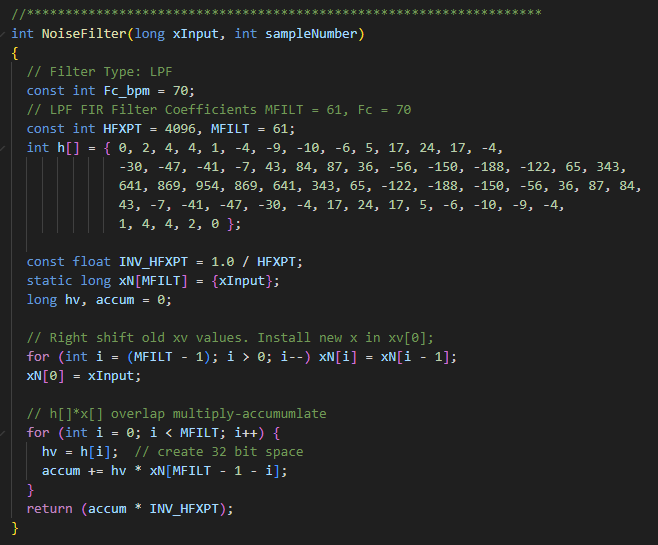 //*****************************************************************
int NoiseFilter(long xInput, int sampleNumber)
{
// Filter Type: LPF
const int Fc_bpm = 70;
// LPF FIR Filter Coefficients MFILT = 61, Fc = 70
const int HFXPT = 4096, MFILT = 61;
int h[] = { 0, 2, 4, 4, 1, -4, -9, -10, -6, 5, 17, 24, 17, -4,
-30, -47, -41, -7, 43, 84, 87, 36, -56, -150, -188, -122, 65, 343,
641, 869, 954, 869, 641, 343, 65, -122, -188, -150, -56, 36, 87, 84,
43, -7, -41, -47, -30, -4, 17, 24, 17, 5, -6, -10, -9, -4,
1, 4, 4, 2, 0 };
const float INV_HFXPT = 1.0 / HFXPT;
static long xN[MFILT] = {xInput};
long hv, accum = 0;
// Right shift old xv values. Install new x in xv[0];
for (int i = (MFILT - 1); i > 0; i--) xN[i] = xN[i - 1];
xN[0] = xInput;
// h[]*x[] overlap multiply-accumumlate
for (int i = 0; i < MFILT; i++) {
hv = h[i];  // create 32 bit space
accum += hv * xN[MFILT - 1 - i];
}
return (accum * INV_HFXPT);
}